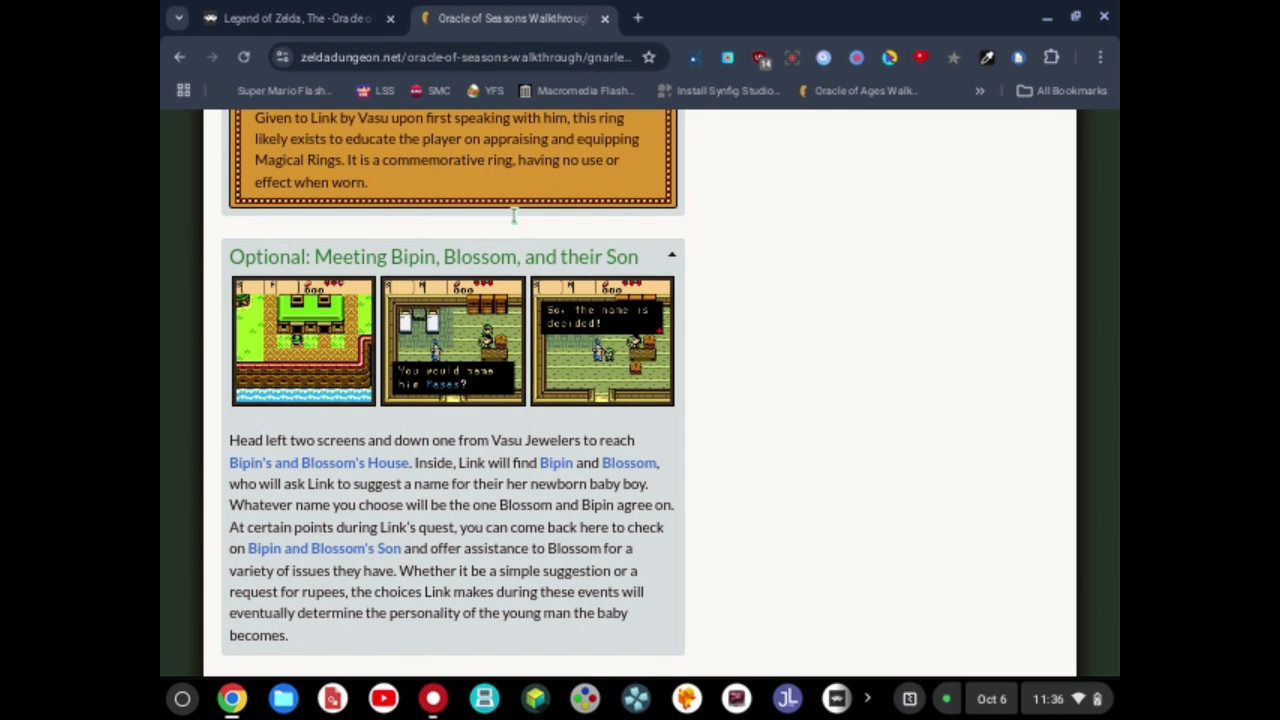 Legend of Zelda, The - Oracle o
Oracle of Seasons Walkthroug
zeldadungeon.net/oracle-of-seasons-walkthrough/gnarle...
14
Super Mario Flash...
LSS
SMC
YFS
Macromedia Flash...
Install Synfig Studio...
Oracle of Ages Walk...
»
All Bookmarks
Given to Link by Vasu upon first speaking with him, this ring
likely exists to educate the player on appraising and equipping
Magical Rings. It is a commemorative ring, having no use or
effect when worn.
Optional: Meeting Bipin, Blossom, and their Son
You would name
him Mases?
So, the name is
decided!
Head left two screens and down one from Vasu Jewelers to reach
Bipin's and Blossom's House. Inside, Link will find Bipin and Blossom,
who will ask Link to suggest a name for their her newborn baby boy.
Whatever name you choose will be the one Blossom and Bipin agree on.
At certain points during Link's quest, you can come back here to check
on Bipin and Blossom's Son and offer assistance to Blossom for a
variety of issues they have. Whether it be a simple suggestion or a
request for rupees, the choices Link makes during these events will
eventually determine the personality of the young man the baby
becomes.
JL
Oct 6
11:36